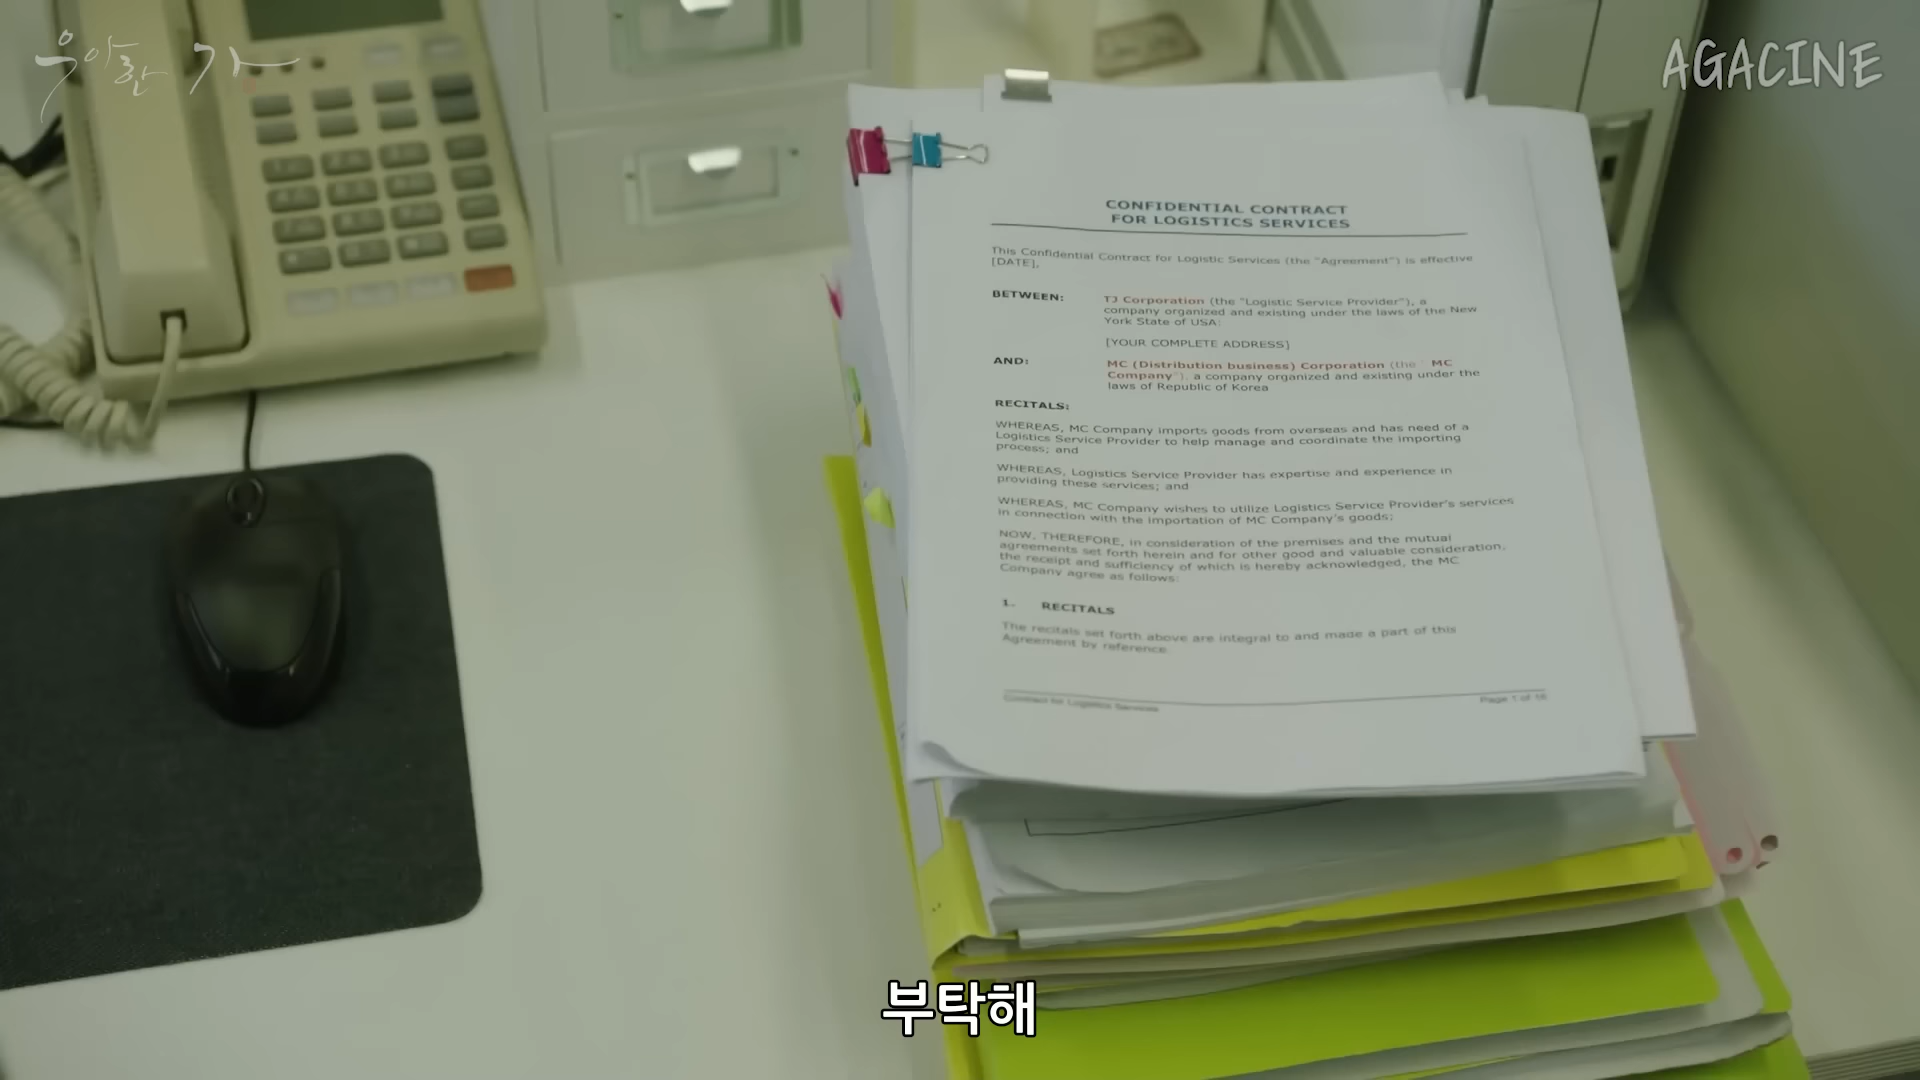 우아한 가
AGACINE
CONFIDENTIAL CONTRACT
FOR LOGISTICS SERVICES
This Confidential Contract for Logistic Services (the "Agreement") is effective
[DATE],
BETWEEN:
TJ Corporation (the "Logistic Service Provider"), a
company organized and existing under the laws of the New
York State of USA:
[YOUR COMPLETE ADDRESS]
AND:
MC (Distribution business) Corporation (the " MC
Company"), a company organized and existing under the
laws of Republic of Korea
RECITALS:
WHEREAS, MC Company imports goods from overseas and has need of a
Logistics Service Provider to help manage and coordinate the importing
process; and
WHEREAS, Logistics Service Provider has expertise and experience in
providing these services; and
WHEREAS, MC Company wishes to utilize Logistics Service Provider's services
in connection with the importation of MC Company's goods;
NOW, THEREFORE, in consideration of the premises and the mutual
agreements set forth herein and for other good and valuable consideration,
the receipt and sufficiency of which is hereby acknowledged, the MC
Company agree as follows:
1. RECITALS
The recitals set forth above are integral to and made a part of this
Agreement by reference
Contract for Logistics Services
Page 1 of 16
부탁해